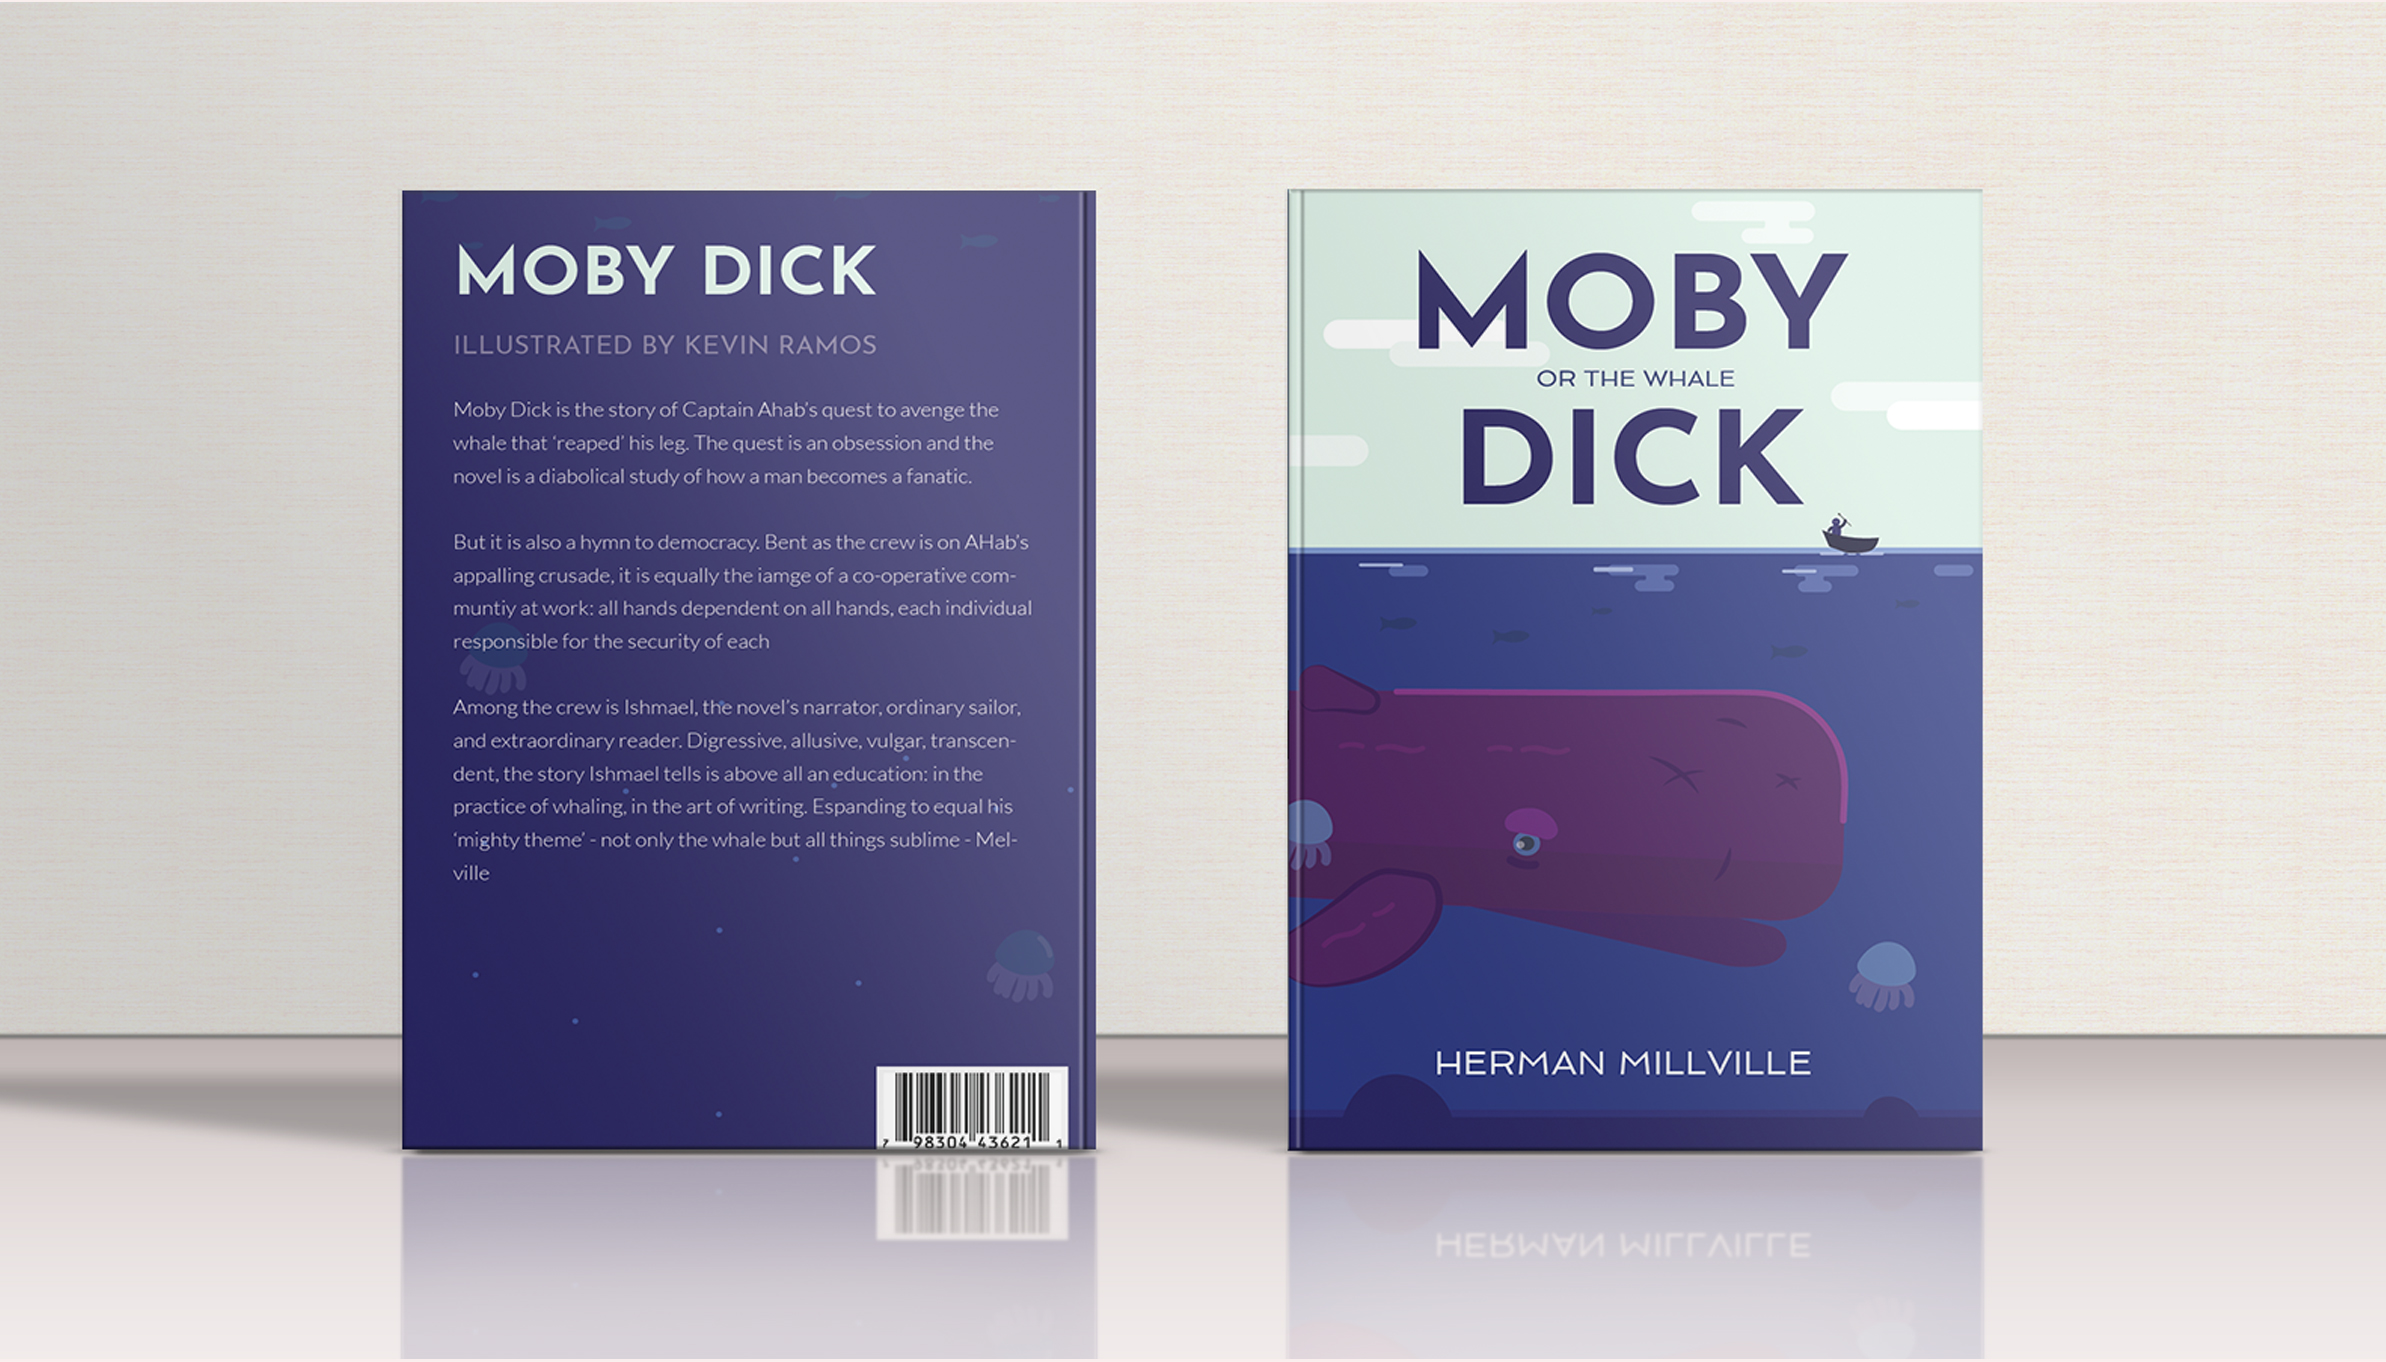 MOBY DICK
ILLUSTRATED BY KEVIN RAMOS
Moby Dick is the story of Captain Ahab's quest to avenge the
whale that 'reaped' his leg. The quest is an obsession and the
novel is a diabolical study of how a man becomes a fanatic.
But it is also a hymn to democracy. Bent as the crew is on AHab's
appalling crusade, it is equally the iamge of a co-operative com-
muntiy at work: all hands dependent on all hands, each individual
responsible for the security of each
Among the crew is Ishmael, the novel's narrator, ordinary sailor,
and extraordinary reader. Digressive, allusive, vulgar, transcen-
dent, the story Ishmael tells is above all an education: in the
practice of whaling, in the art of writing. Espanding to equal his
'mighty theme' - not only the whale but all things sublime - Mel-
ville
7 98304 43621 1
MOBY
OR THE WHALE
DICK
HERMAN MILLVILLE